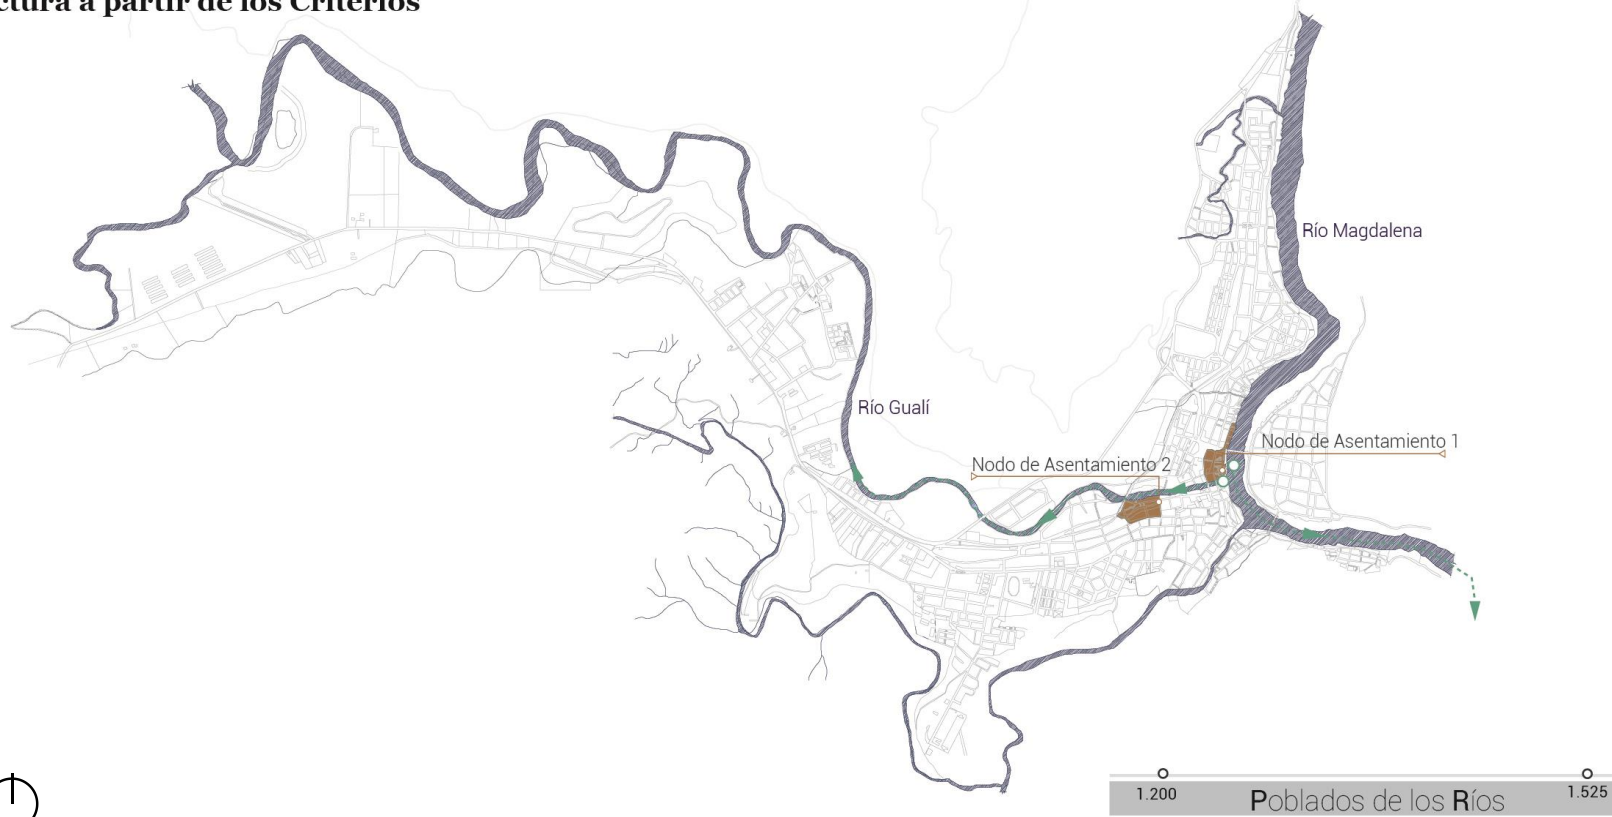 a partir de los Criterios
Río Magdalena
Río Gualí
Nodo de Asentamiento 1
Nodo de Asentamiento 2
1.200
Poblados de los Ríos
1.525